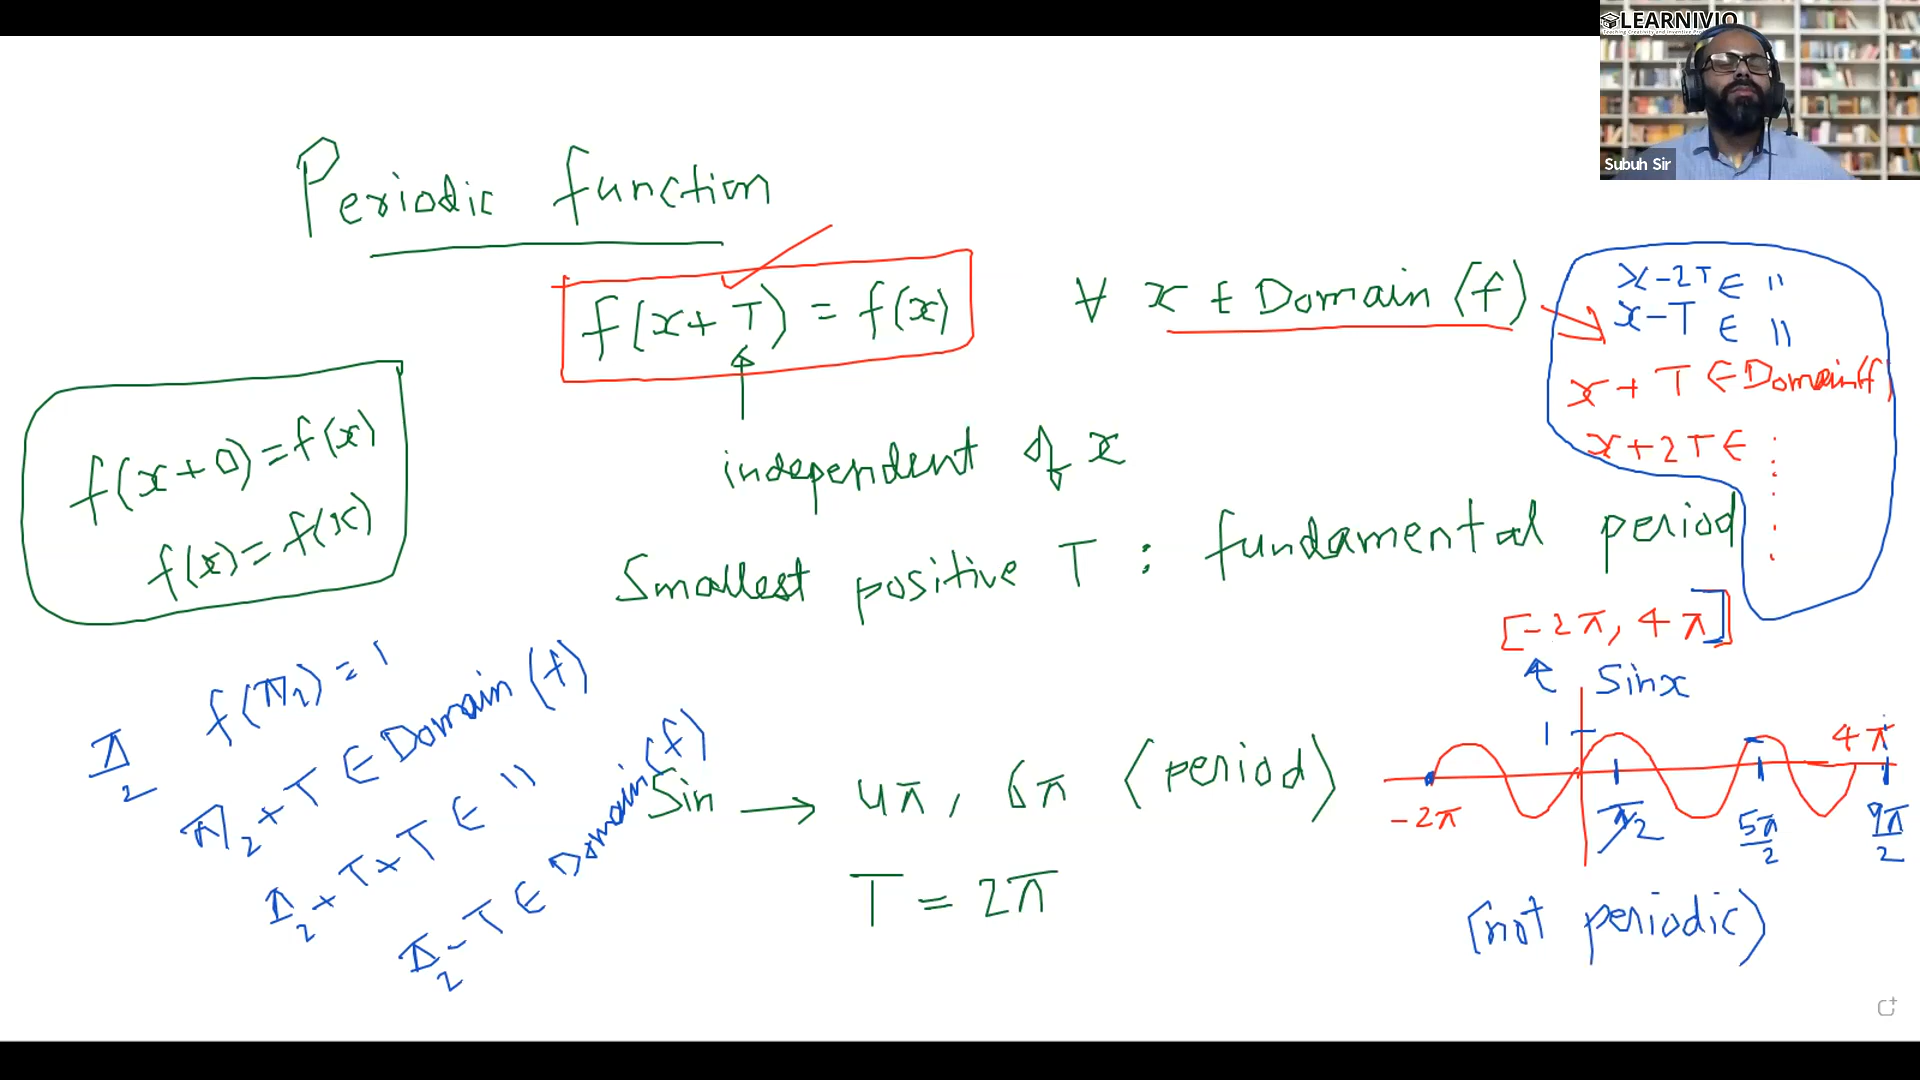 LEARNIVIO
Subuh Sir
Periodic function
f(x+T) = f(x) ∀ x ∈ Domain (f)
x-2T ∈ "
x-T ∈ "
x+T ∈ Domain(f)
x+2T ∈
f(x+0)=f(x)
f(x)=f(x)
independent of x
Smallest positive T : fundamental period
[-2π, 4π]
Sinx
1
4π
-2π
π/2
5π/2
9π/2
(not periodic)
π/2
f(π/2) = 1
π/2 + T ∈ Domain (f)
π/2 + T + T ∈ "
π/2 - T ∈ Domain(f)
Sin → 4π, 6π (period)
T = 2π